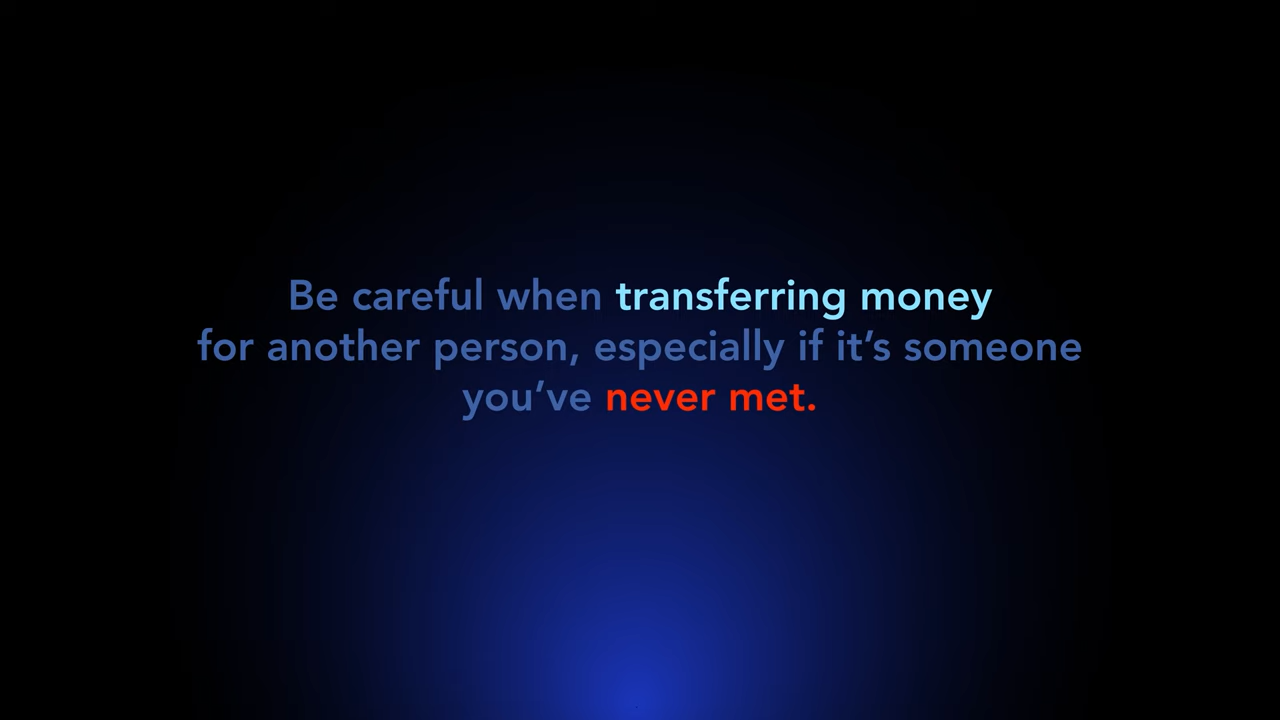 Be careful when transferring money
for another person, especially if it’s someone
you’ve never met.